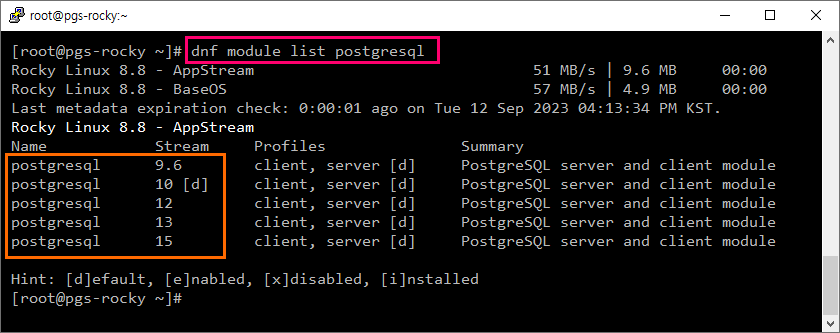 root@pgs-rocky:~
[root@pgs-rocky ~]# dnf module list postgresql
Rocky Linux 8.8 - AppStream 51 MB/s | 9.6 MB 00:00
Rocky Linux 8.8 - BaseOS 57 MB/s | 4.9 MB 00:00
Last metadata expiration check: 0:00:01 ago on Tue 12 Sep 2023 04:13:34 PM KST.
Rocky Linux 8.8 - AppStream
Name Stream Profiles Summary
postgresql 9.6 client, server [d] PostgreSQL server and client module
postgresql 10 [d] client, server [d] PostgreSQL server and client module
postgresql 12 client, server [d] PostgreSQL server and client module
postgresql 13 client, server [d] PostgreSQL server and client module
postgresql 15 client, server [d] PostgreSQL server and client module
Hint: [d]efault, [e]nabled, [x]disabled, [i]nstalled
[root@pgs-rocky ~]#